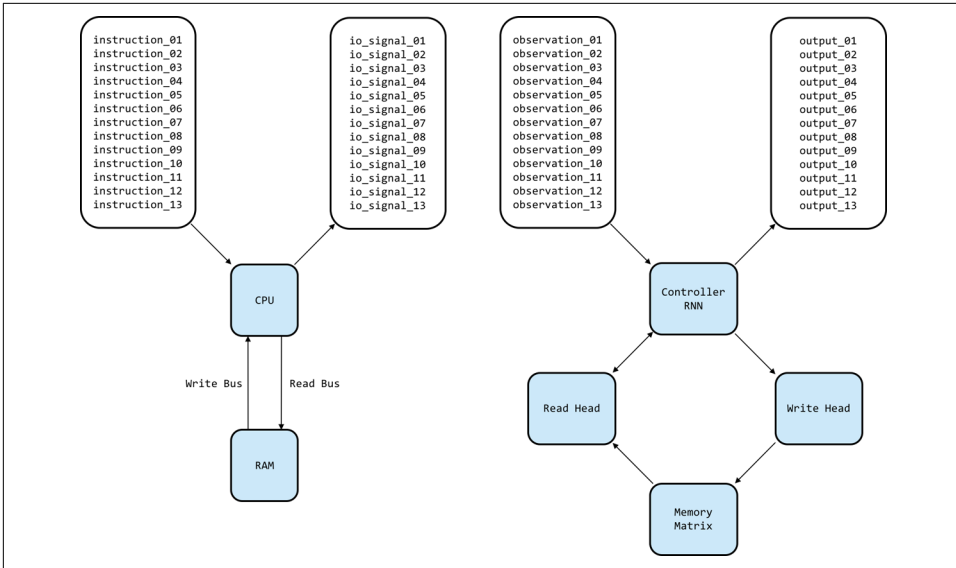 instruction_01
instruction_02
instruction_03
instruction_04
instruction_05
instruction_06
instruction_07
instruction_08
instruction_09
instruction_10
instruction_11
instruction_12
instruction_13
io_signal_01
io_signal_02
io_signal_03
io_signal_04
io_signal_05
io_signal_06
io_signal_07
io_signal_08
io_signal_09
io_signal_10
io_signal_11
io_signal_12
io_signal_13
CPU
Write Bus
Read Bus
RAM
observation_01
observation_02
observation_03
observation_04
observation_05
observation_06
observation_07
observation_08
observation_09
observation_10
observation_11
observation_12
observation_13
output_01
output_02
output_03
output_04
output_05
output_06
output_07
output_08
output_09
output_10
output_11
output_12
output_13
Controller
RNN
Read Head
Write Head
Memory
Matrix